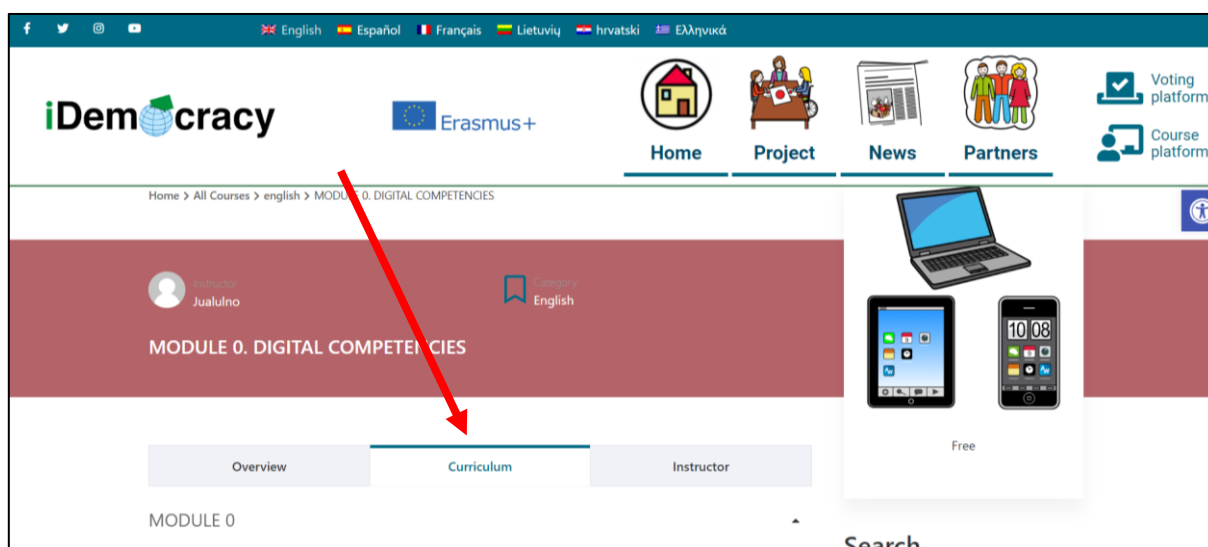 English Español Français Lietuvių hrvatski Ελληνικά
iDemocracy
Erasmus+
Home Project News Partners
Voting
platform
Course
platform
Home > All Courses > english > MODULE 0. DIGITAL COMPETENCIES
Instructor
Jualulno
Category
English
MODULE 0. DIGITAL COMPETENCIES
10 08
Free
Overview Curriculum Instructor
MODULE 0
Search